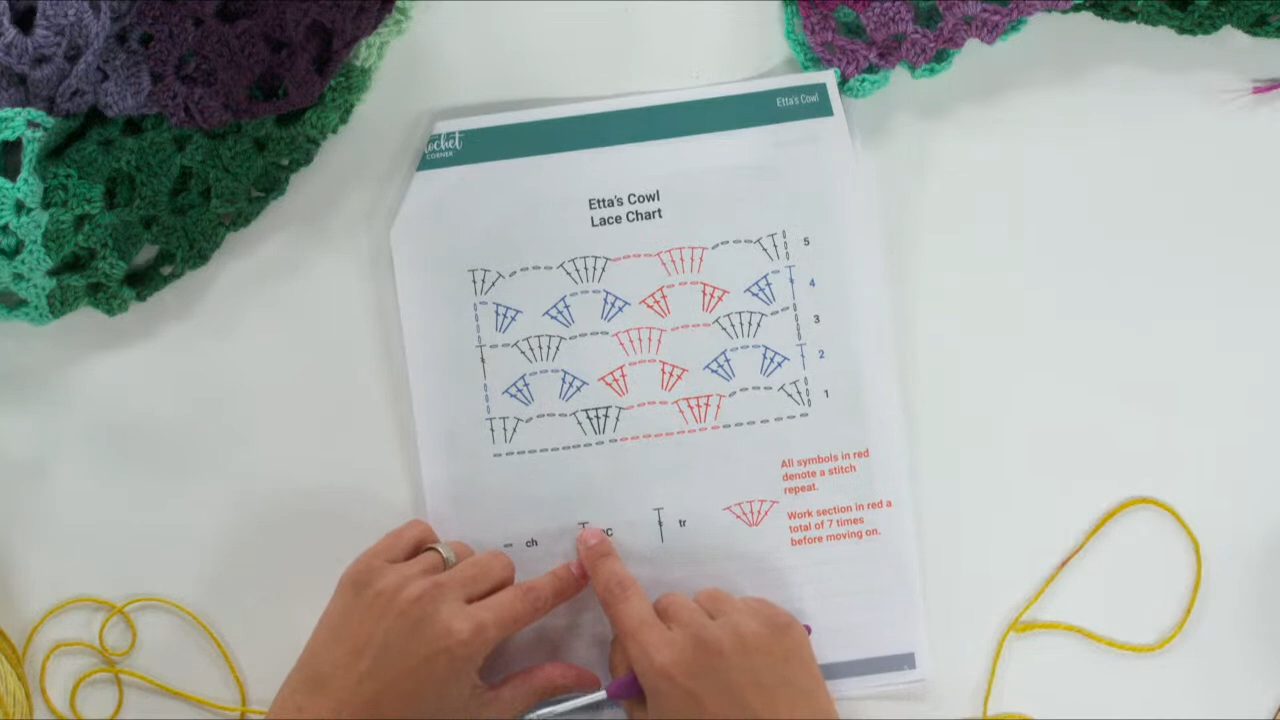 Etta's Cowl
CORNER
Etta's Cowl
Lace Chart
5
4
3
2
1
All symbols in red
denote a stitch
repeat.
Work section in red a
total of 7 times
before moving on.
ch
tr